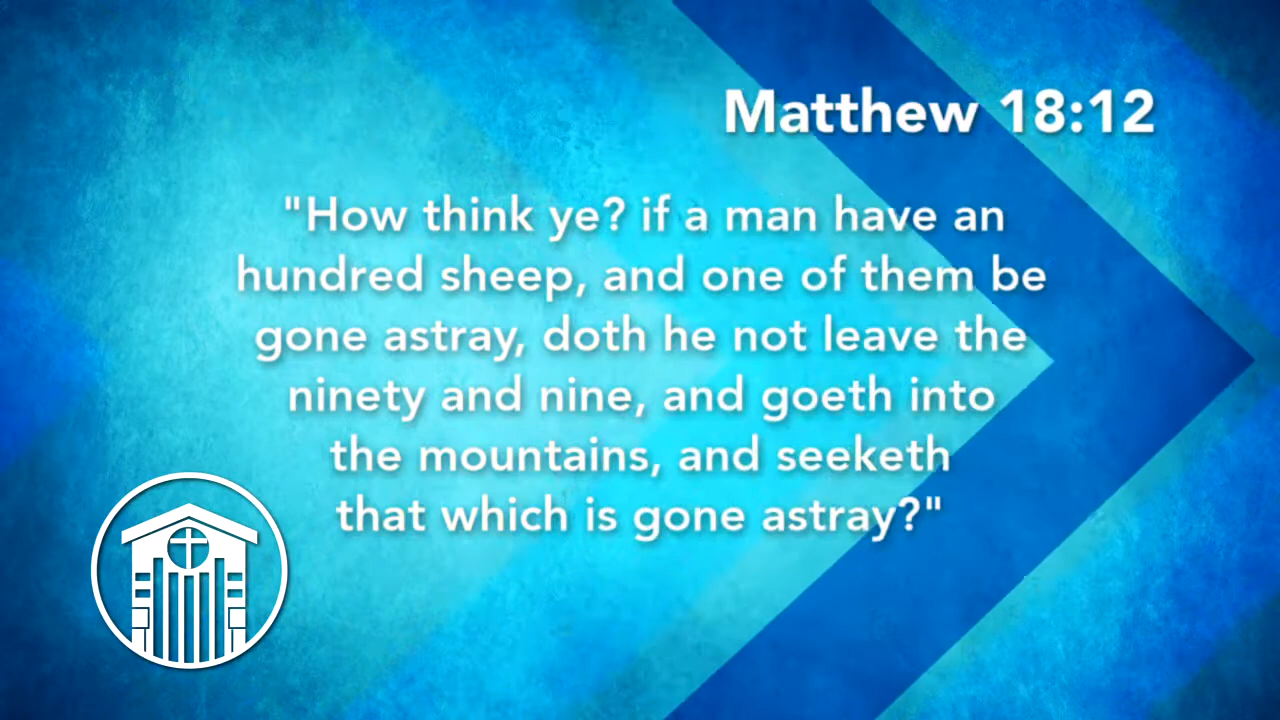 Matthew 18:12
"How think ye? if a man have an
hundred sheep, and one of them be
gone astray, doth he not leave the
ninety and nine, and goeth into
the mountains, and seeketh
that which is gone astray?"